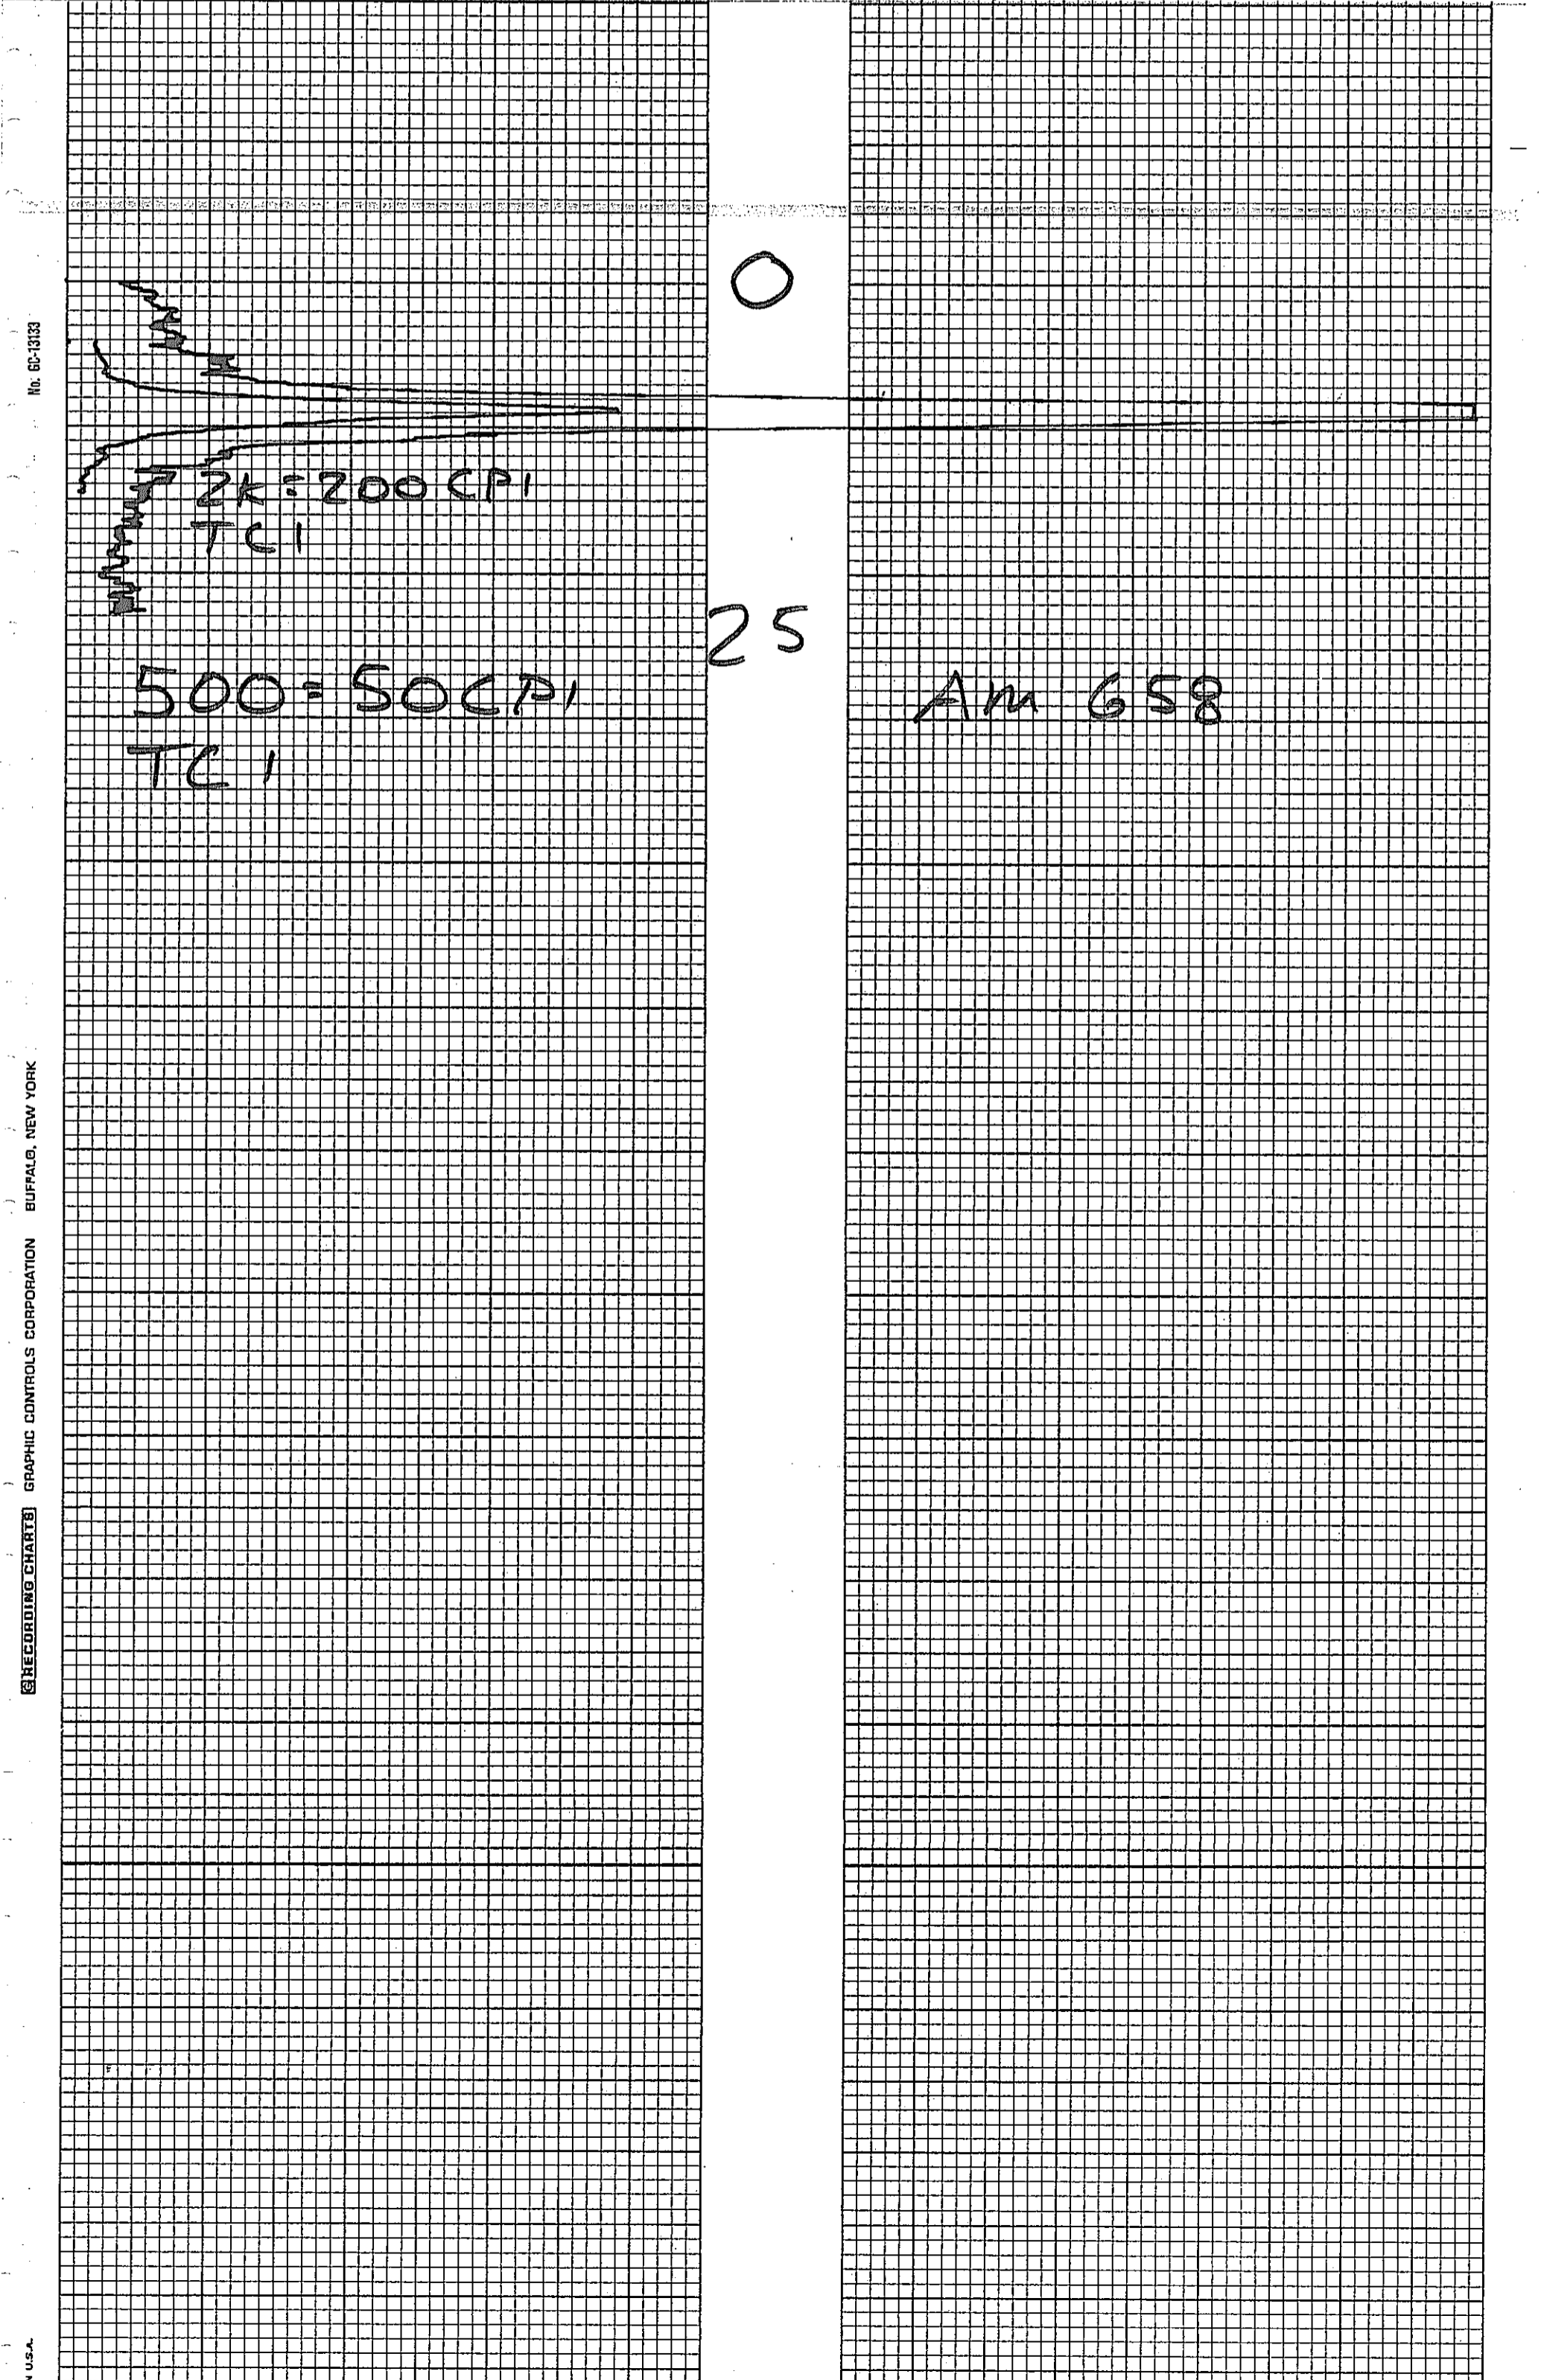 No. GC-13133
O
2K = 200 CPI
TC 1
25
500 = 50 CPI
TC 1
Am 658
RECORDING CHARTS GRAPHIC CONTROLS CORPORATION BUFFALO, NEW YORK
U.S.A.